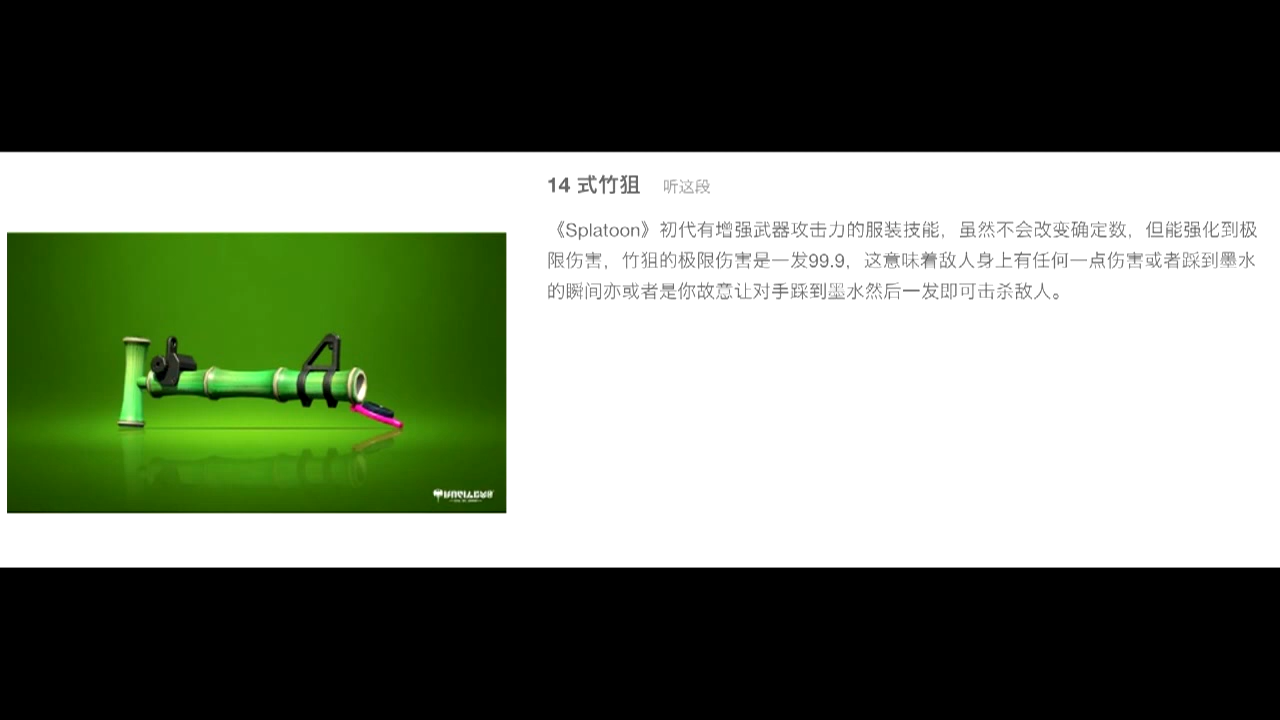 14 式竹狙 听这段
《Splatoon》初代有增强武器攻击力的服装技能，虽然不会改变确定数，但能强化到极
限伤害，竹狙的极限伤害是一发99.9，这意味着敌人身上有任何一点伤害或者踩到墨水
的瞬间亦或者是你故意让对手踩到墨水然后一发即可击杀敌人。